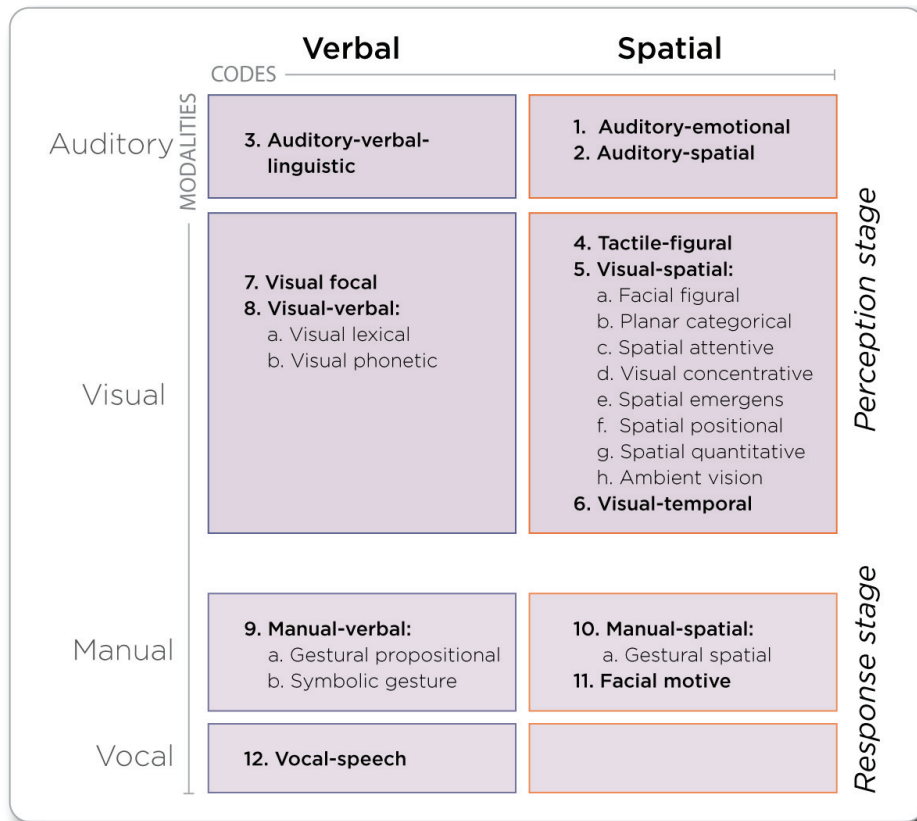 Verbal
Spatial
CODES
MODALITIES
Auditory
3. Auditory-verbal-
linguistic
1. Auditory-emotional
2. Auditory-spatial
Perception stage
Visual
7. Visual focal
8. Visual-verbal:
a. Visual lexical
b. Visual phonetic
4. Tactile-figural
5. Visual-spatial:
a. Facial figural
b. Planar categorical
c. Spatial attentive
d. Visual concentrative
e. Spatial emergens
f. Spatial positional
g. Spatial quantitative
h. Ambient vision
6. Visual-temporal
Manual
9. Manual-verbal:
a. Gestural propositional
b. Symbolic gesture
10. Manual-spatial:
a. Gestural spatial
11. Facial motive
Response stage
Vocal
12. Vocal-speech